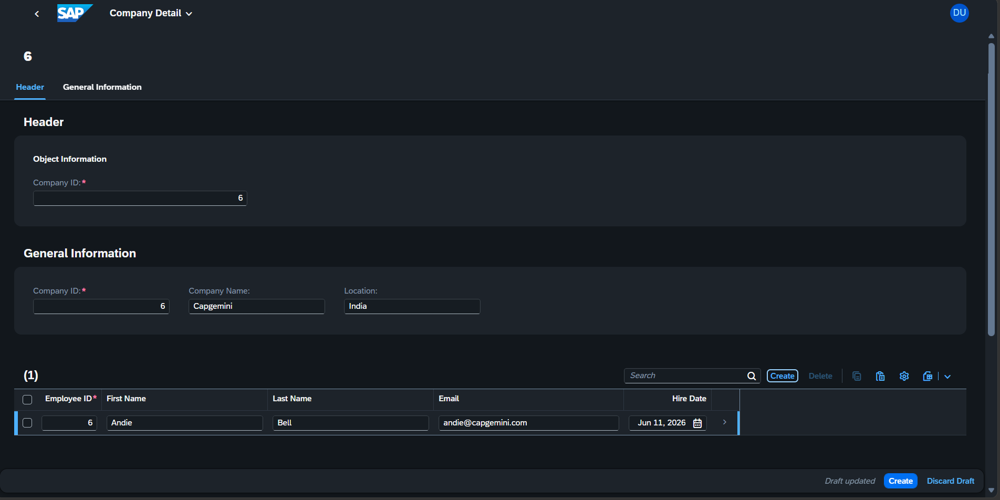 SAP Company Detail DU
6
Header General Information
Header
Object Information
Company ID:*
6
General Information
Company ID:* Company Name: Location:
6 Capgemini India
(1) Search Create Delete
Employee ID* First Name Last Name Email Hire Date
6 Andie Bell andie@capgemini.com Jun 11, 2026
Draft updated Create Discard Draft